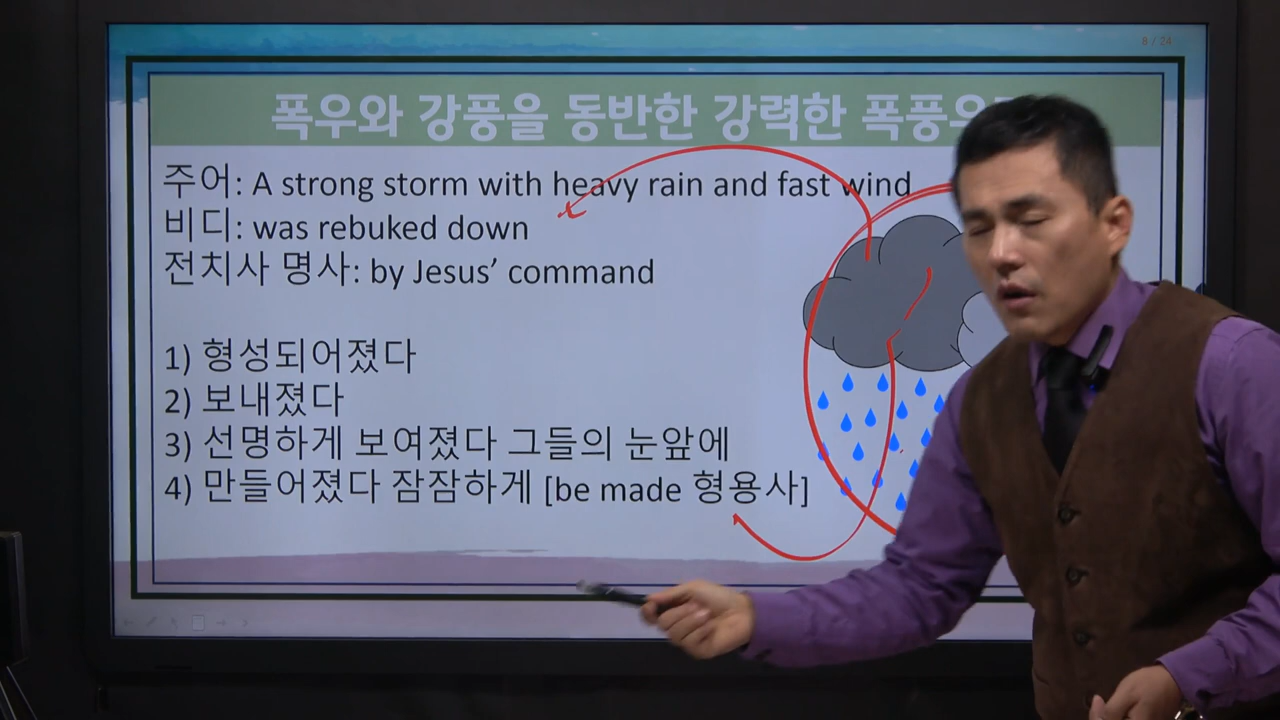 8 / 24
폭우와 강풍을 동반한 강력한
주어: A strong storm with heavy rain and fast wind
비디: was rebuked down
전치사 명사: by Jesus’ command
1) 형성되어졌다
2) 보내졌다
3) 선명하게 보여졌다 그들의 눈앞에
4) 만들어졌다 잠잠하게 [be made 형용사]